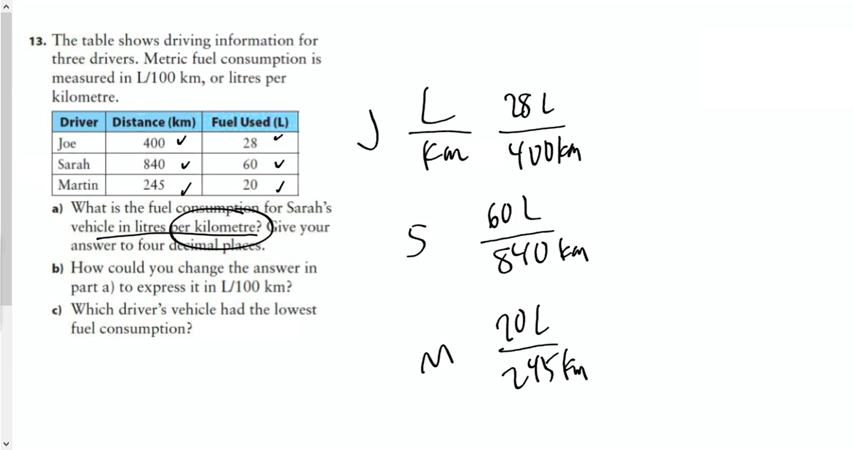 13. The table shows driving information for
three drivers. Metric fuel consumption is
measured in L/100 km, or litres per
kilometre.
Driver Distance (km) Fuel Used (L)
Joe 400 ✓ 28 ✓
Sarah 840 ✓ 60 ✓
Martin 245 ✓ 20 ✓
a) What is the fuel consumption for Sarah's
vehicle in litres per kilometre? Give your
answer to four decimal places.
b) How could you change the answer in
part a) to express it in L/100 km?
c) Which driver's vehicle had the lowest
fuel consumption?
J L 28 L
km 400 km
S 60 L
840 km
M 20 L
245 km